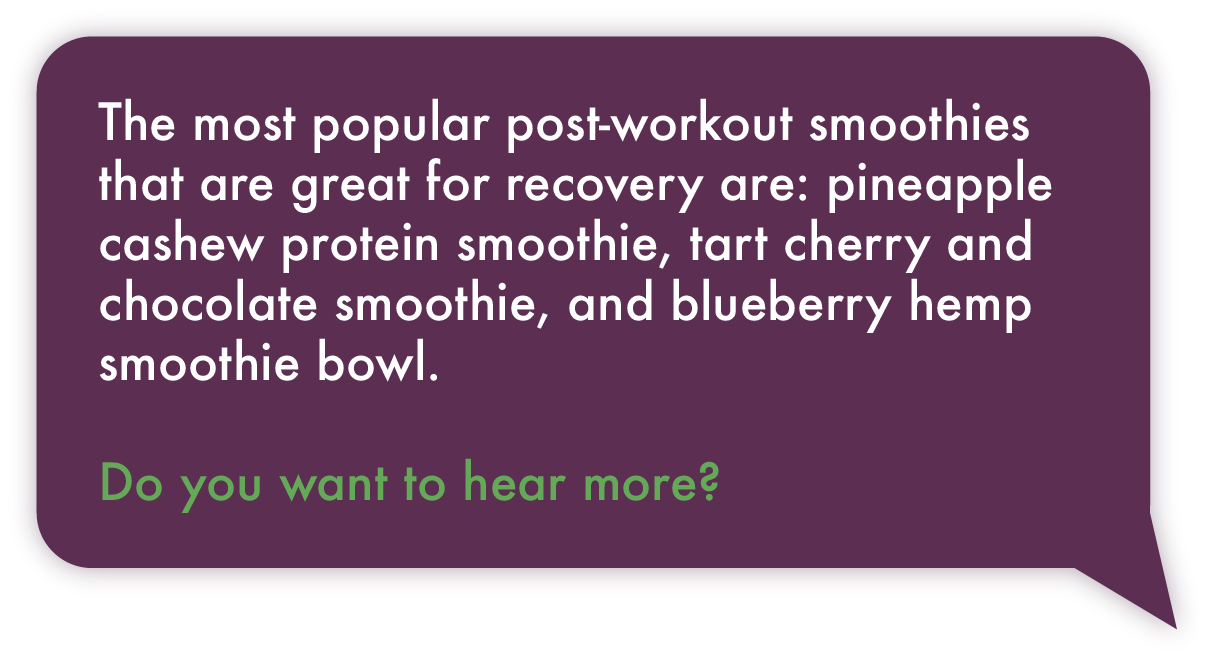 The most popular post-workout smoothies
that are great for recovery are: pineapple
cashew protein smoothie, tart cherry and
chocolate smoothie, and blueberry hemp
smoothie bowl.
Do you want to hear more?